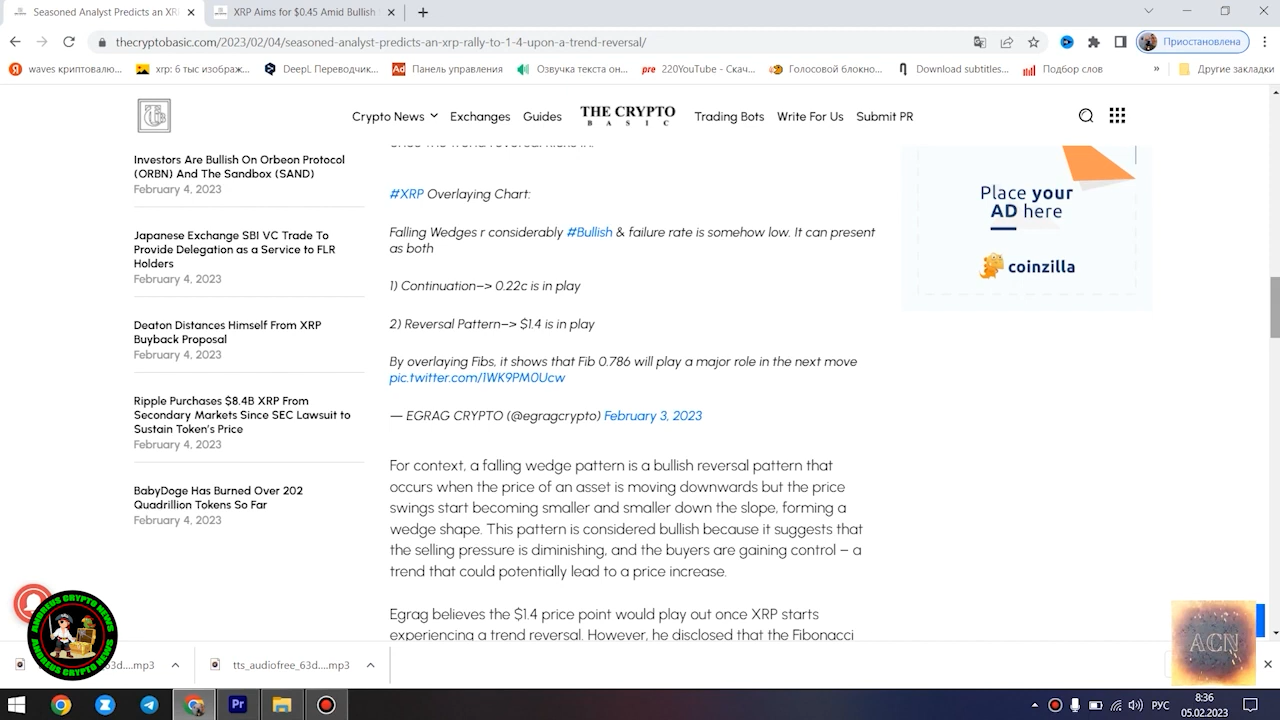 Seasoned Analyst Predicts an XR
XRP Aims for $0.45 Amid Bullish
thecryptobasic.com/2023/02/04/seasoned-analyst-predicts-an-xrp-rally-to-1-4-upon-a-trend-reversal/
Приостановлена
waves криптовалю...
xrp: 6 тыс изображ...
DeepL Переводчик...
Ad Панель управления
Озвучка текста он...
pre 220YouTube - Скач...
Голосовой блокно...
Download subtitles...
Подбор слов
»
Другие закладки
Crypto News
Exchanges
Guides
THE CRYPTO
BASIC
Trading Bots
Write For Us
Submit PR
Investors Are Bullish On Orbeon Protocol
(ORBN) And The Sandbox (SAND)
February 4, 2023
Japanese Exchange SBI VC Trade To
Provide Delegation as a Service to FLR
Holders
February 4, 2023
Deaton Distances Himself From XRP
Buyback Proposal
February 4, 2023
Ripple Purchases $8.4B XRP From
Secondary Markets Since SEC Lawsuit to
Sustain Token's Price
February 4, 2023
BabyDoge Has Burned Over 202
Quadrillion Tokens So Far
February 4, 2023
#XRP Overlaying Chart:
Falling Wedges r considerably #Bullish & failure rate is somehow low. It can present
as both
1) Continuation–> 0.22c is in play
2) Reversal Pattern–> $1.4 is in play
By overlaying Fibs, it shows that Fib 0.786 will play a major role in the next move
pic.twitter.com/1WK9PM0Ucw
— EGRAG CRYPTO (@egragcrypto) February 3, 2023
For context, a falling wedge pattern is a bullish reversal pattern that
occurs when the price of an asset is moving downwards but the price
swings start becoming smaller and smaller down the slope, forming a
wedge shape. This pattern is considered bullish because it suggests that
the selling pressure is diminishing, and the buyers are gaining control – a
trend that could potentially lead to a price increase.
Egrag believes the $1.4 price point would play out once XRP starts
experiencing a trend reversal. However, he disclosed that the Fibonacci
Place your
AD here
coinzilla
ANDREUS CRYPTO NEWS
ANDREUS CRYPTO NEWS
ACN
63d....mp3
tts_audiofree_63d....mp3
Pr
РУС
8:36
05.02.2023